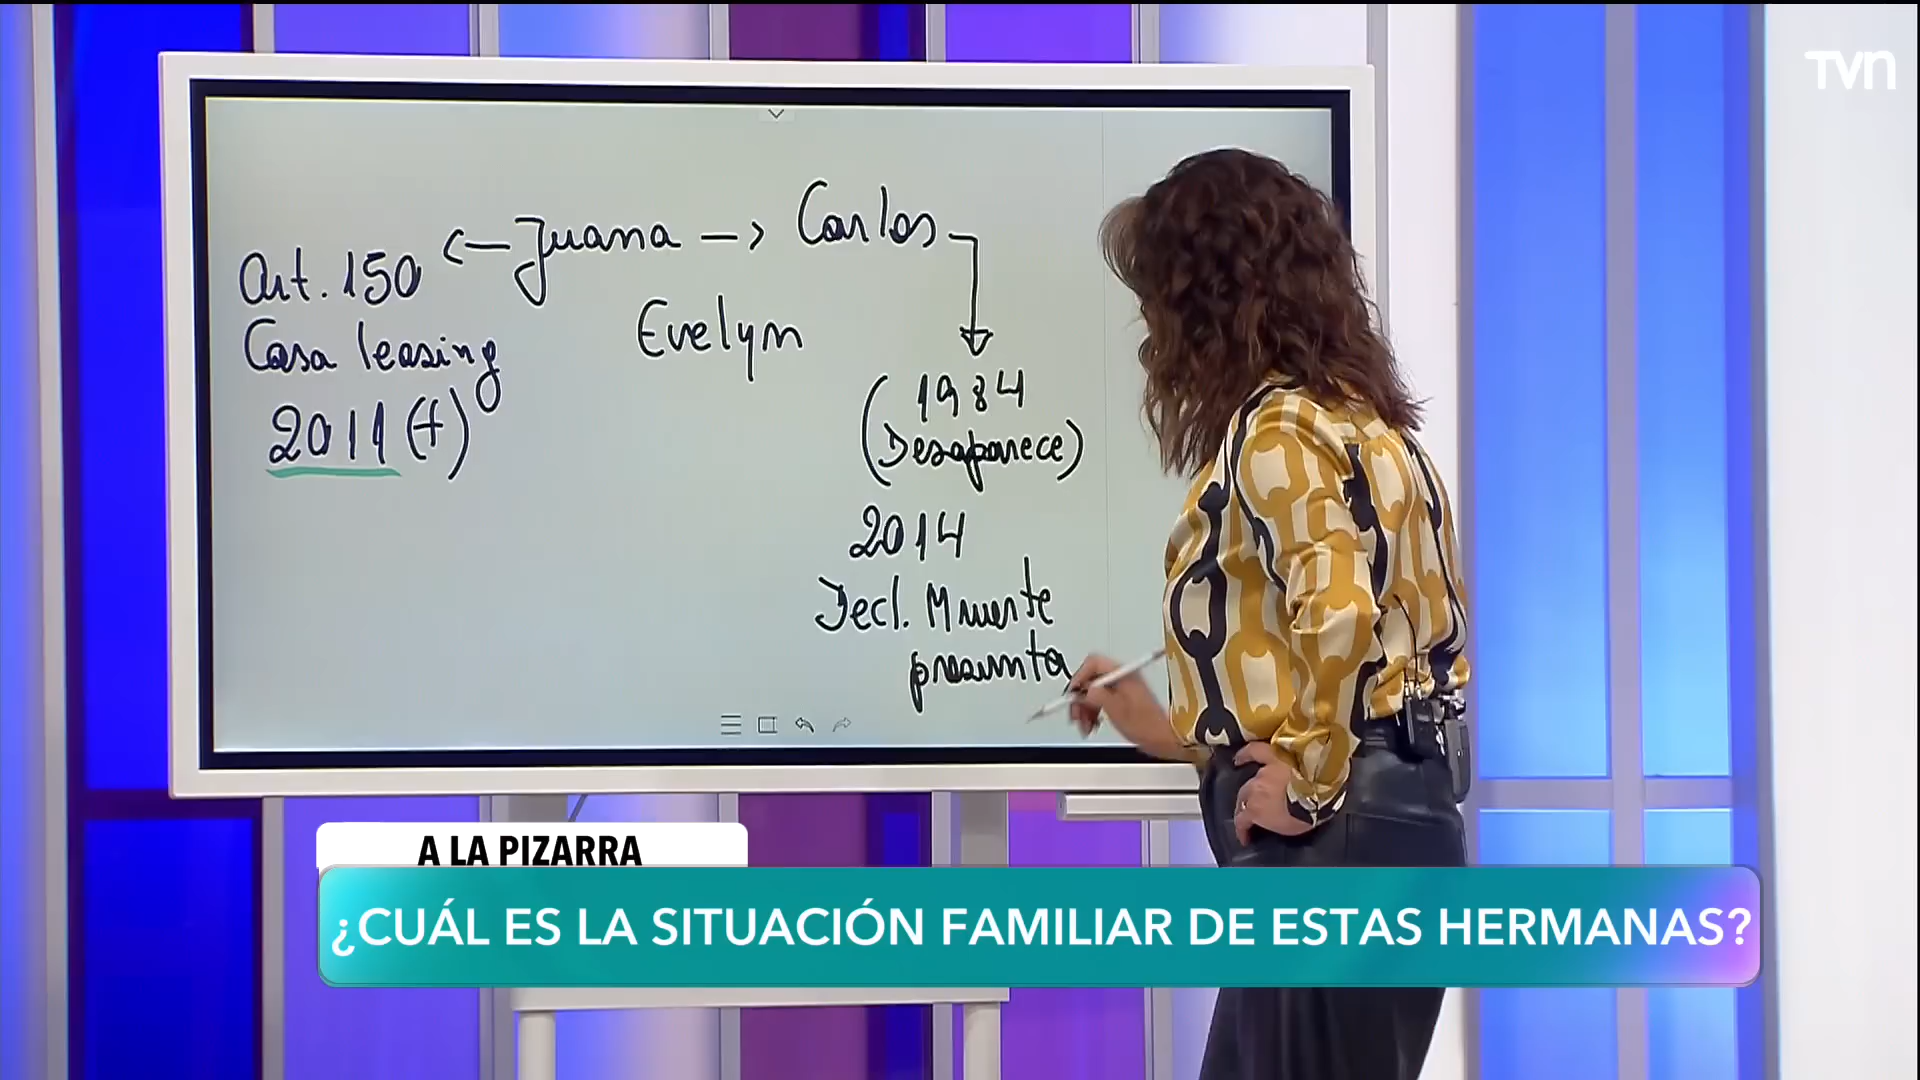 TVN
<- Juana -> Carlos
Art. 150
Casa leasing
2011 (+)
Evelyn
(1984
Desaparece)
2014
Decl. Muerte
presunta
A LA PIZARRA
¿CUÁL ES LA SITUACIÓN FAMILIAR DE ESTAS HERMANAS?